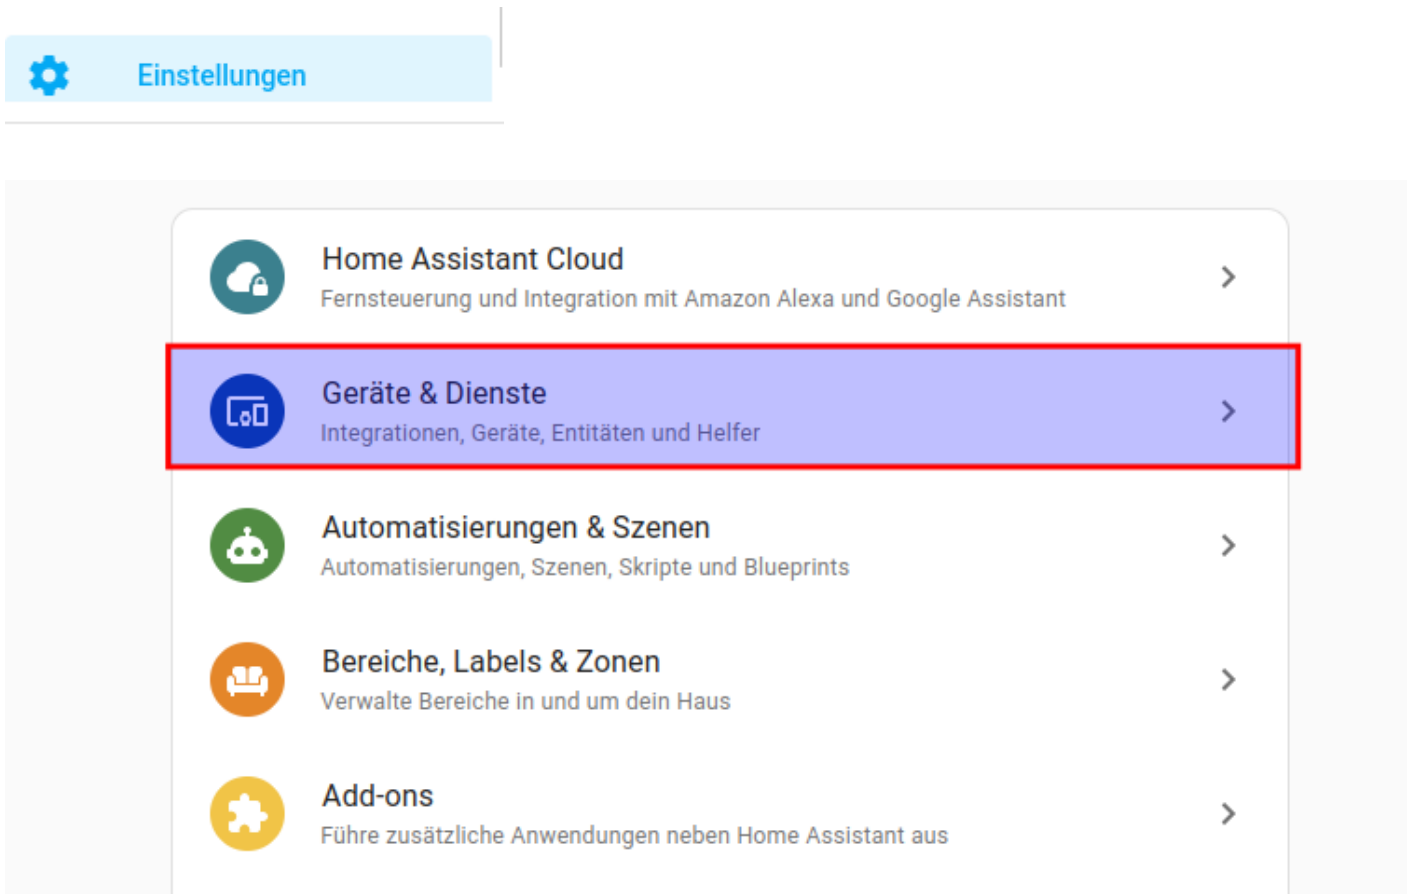 Einstellungen
Home Assistant Cloud
Fernsteuerung und Integration mit Amazon Alexa und Google Assistant
Geräte & Dienste
Integrationen, Geräte, Entitäten und Helfer
Automatisierungen & Szenen
Automatisierungen, Szenen, Skripte und Blueprints
Bereiche, Labels & Zonen
Verwalte Bereiche in und um dein Haus
Add-ons
Führe zusätzliche Anwendungen neben Home Assistant aus